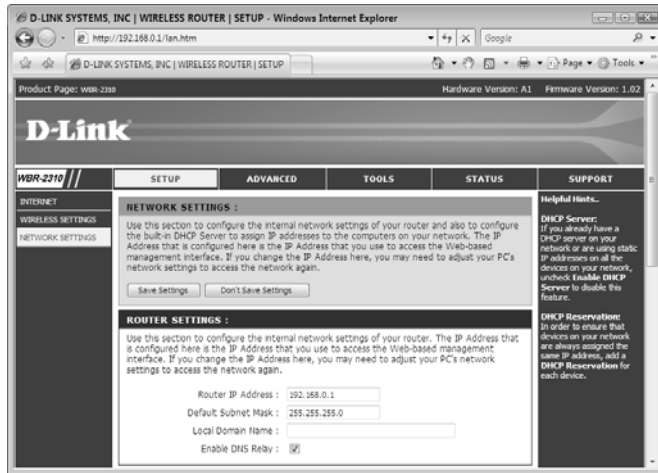 D-LINK SYSTEMS, INC | WIRELESS ROUTER | SETUP - Windows Internet Explorer
http://192.168.0.1/lan.htm
Google
D-LINK SYSTEMS, INC | WIRELESS ROUTER | SETUP
Page
Tools
Product Page: WBR-2310
Hardware Version: A1
Firmware Version: 1.02
D-Link
WBR-2310
SETUP
ADVANCED
TOOLS
STATUS
SUPPORT
INTERNET
WIRELESS SETTINGS
NETWORK SETTINGS
NETWORK SETTINGS :
Use this section to configure the internal network settings of your router and also to configure
the built-in DHCP Server to assign IP addresses to the computers on your network. The IP
Address that is configured here is the IP Address that you use to access the Web-based
management interface. If you change the IP Address here, you may need to adjust your PC's
network settings to access the network again.
Save Settings
Don't Save Settings
ROUTER SETTINGS :
Use this section to configure the internal network settings of your router. The IP Address that
is configured here is the IP Address that you use to access the Web-based management
interface. If you change the IP Address here, you may need to adjust your PC's network
settings to access the network again.
Router IP Address : 192.168.0.1
Default Subnet Mask : 255.255.255.0
Local Domain Name :
Enable DNS Relay :
Helpful Hints..
DHCP Server:
If you already have a
DHCP server on your
network or are using static
IP addresses on all the
devices on your network,
uncheck Enable DHCP
Server to disable this
feature.
DHCP Reservation:
In order to ensure that
devices on your network
are always assigned the
same IP address, add a
DHCP Reservation for
each device.